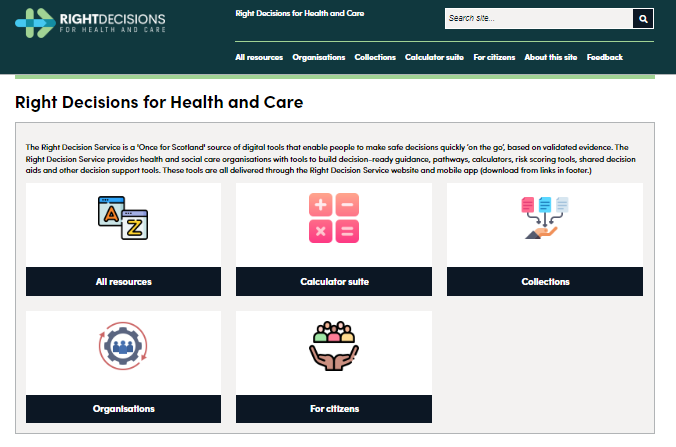 RIGHTDECISIONS
FOR HEALTH AND CARE
Right Decisions for Health and Care
Search site...
All resources Organisations Collections Calculator suite For citizens About this site Feedback
Right Decisions for Health and Care
The Right Decision Service is a 'Once for Scotland' source of digital tools that enable people to make safe decisions quickly 'on the go', based on validated evidence. The
Right Decision Service provides health and social care organisations with tools to build decision-ready guidance, pathways, calculators, risk scoring tools, shared decision
aids and other decision support tools. These tools are all delivered through the Right Decision Service website and mobile app (download from links in footer.)
A
Z
All resources
Calculator suite
Collections
Organisations
For citizens